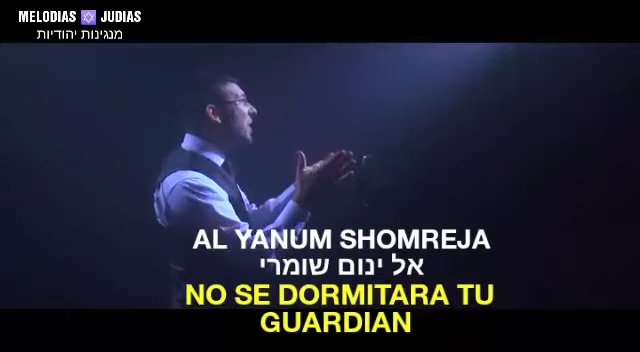 MELODIAS ✡ JUDIAS
מנגינות יהודיות
AL YANUM SHOMREJA
אל ינום שומרי
NO SE DORMITARA TU
GUARDIAN